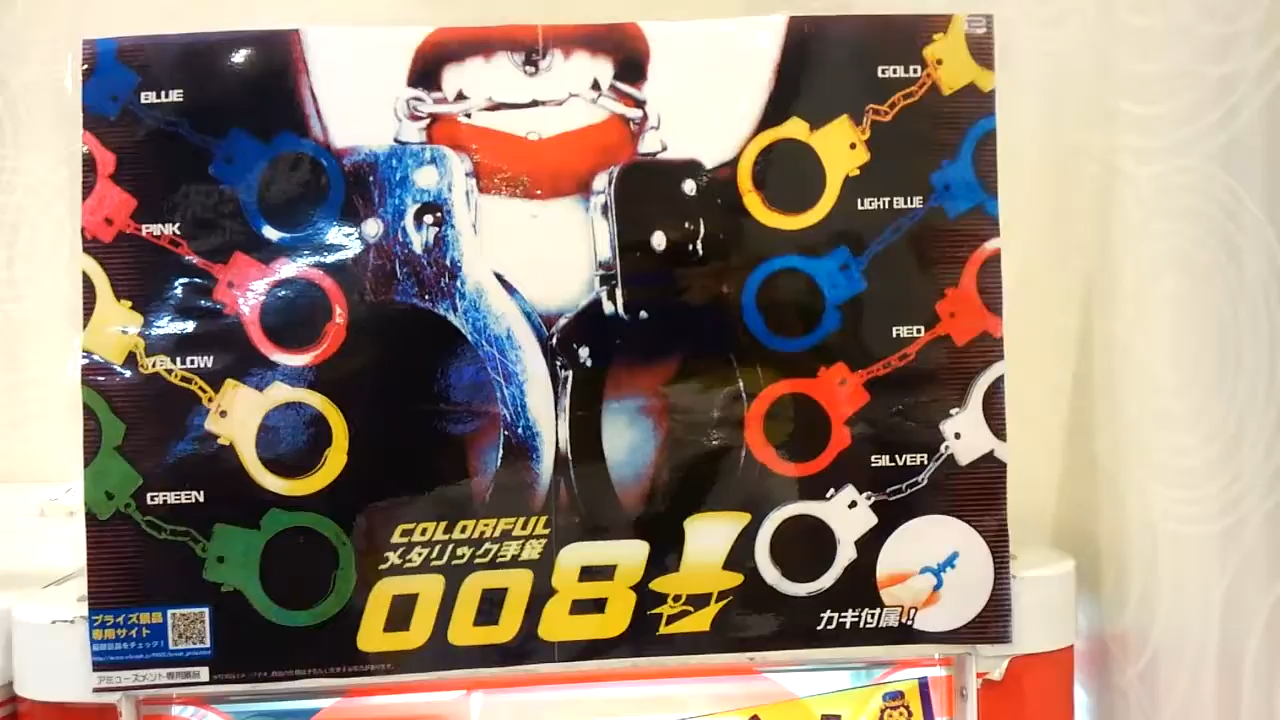 BLUE
PINK
YELLOW
GREEN
GOLD
LIGHT BLUE
RED
SILVER
COLORFUL
メタリック手錠
008
カギ付属！
プライズ景品
専用サイト
アミューズメント専用景品